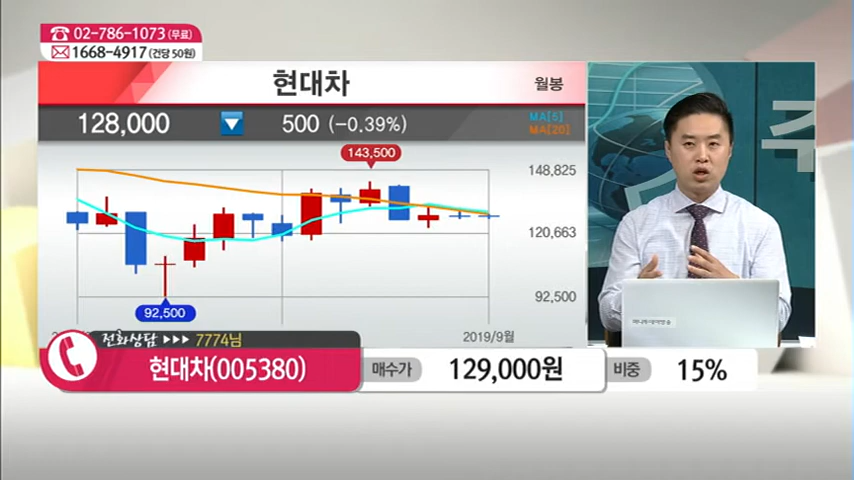 02-786-1073(무료)
1668-4917(건당 50원)
현대차
월봉
128,000 ▼ 500 (-0.39%)
MA[5]
MA[20]
143,500
148,825
120,663
92,500
92,500
2019/9월
주
전화상담 ▶▶▶ 7774님
현대차(005380)
매수가 129,000원
비중 15%